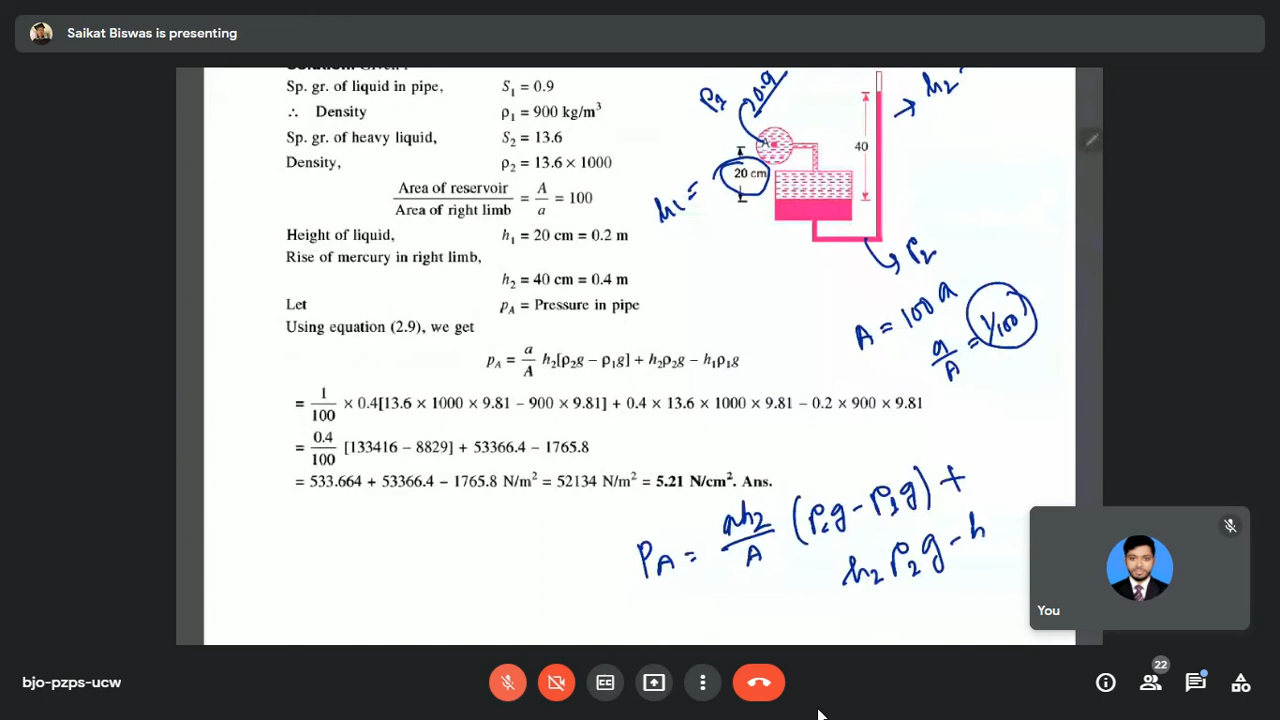 Saikat Biswas is presenting
Solution. Given :
Sp. gr. of liquid in pipe, S₁ = 0.9
∴ Density ρ₁ = 900 kg/m³
Sp. gr. of heavy liquid, S₂ = 13.6
Density, ρ₂ = 13.6 × 1000
Area of reservoir / Area of right limb = A / a = 100
Height of liquid, h₁ = 20 cm = 0.2 m
Rise of mercury in right limb,
h₂ = 40 cm = 0.4 m
Let p_A = Pressure in pipe
Using equation (2.9), we get
p_A = a/A h₂[ρ₂g – ρ₁g] + h₂ρ₂g – h₁ρ₁g
= 1/100 × 0.4[13.6 × 1000 × 9.81 – 900 × 9.81] + 0.4 × 13.6 × 1000 × 9.81 – 0.2 × 900 × 9.81
= 0.4/100 [133416 – 8829] + 53366.4 – 1765.8
= 533.664 + 53366.4 – 1765.8 N/m² = 52134 N/m² = 5.21 N/cm². Ans.
A
20 cm
40
h₂
h₁ =
ρ₂
A = 100 a
a/A = 1/100
P_A = ah₂/A (ρ₂g - ρ₁g) +
h₂ρ₂g - h
You
bjo-pzps-ucw
CC
22